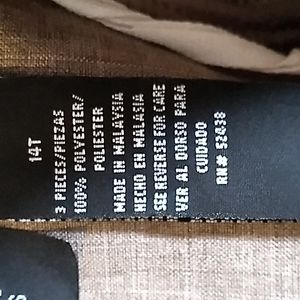 14T
3 PIECES/PIEZAS
100% POLYESTER/
POLIESTER
MADE IN MALAYSIA
HECHO EN MALASIA
SEE REVERSE FOR CARE
VER AL DORSO PARA
CUIDADO
RN# 52438